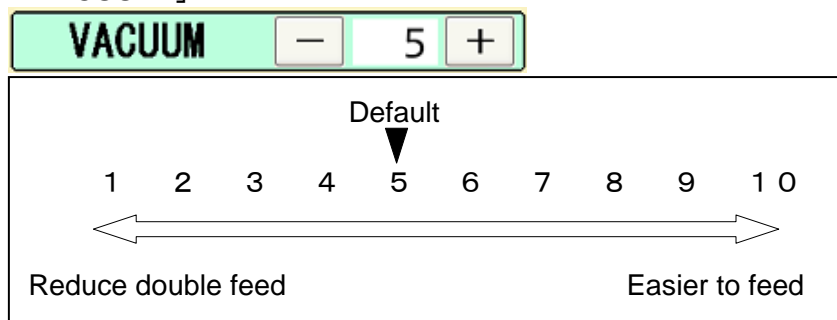 VACUUM － 5 ＋
Default
1 2 3 4 5 6 7 8 9 10
Reduce double feed Easier to feed